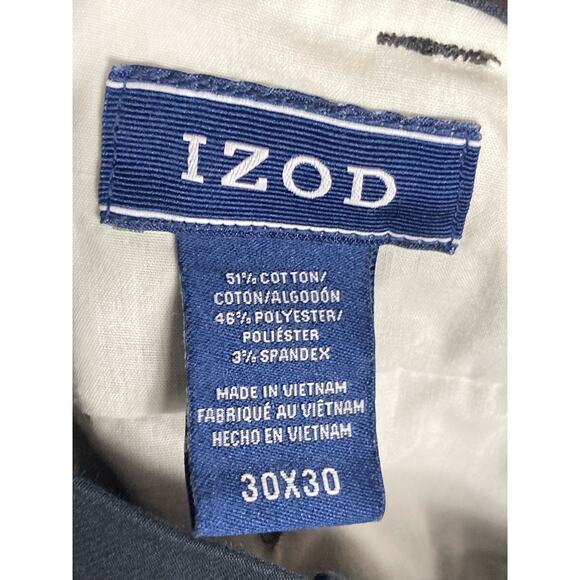 IZOD
51% COTTON/
COTON/ALGODÓN
46% POLYESTER/
POLIÉSTER
3% SPANDEX
MADE IN VIETNAM
FABRIQUÉ AU VIÊTNAM
HECHO EN VIETNAM
30X30